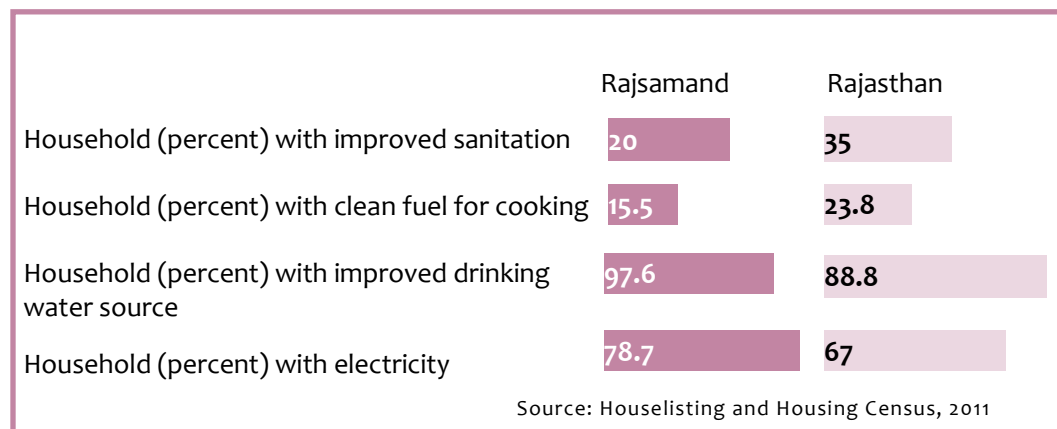 Rajsamand Rajasthan
Household (percent) with improved sanitation 20 35
Household (percent) with clean fuel for cooking 15.5 23.8
Household (percent) with improved drinking 97.6 88.8
water source
Household (percent) with electricity 78.7 67
Source: Houselisting and Housing Census, 2011